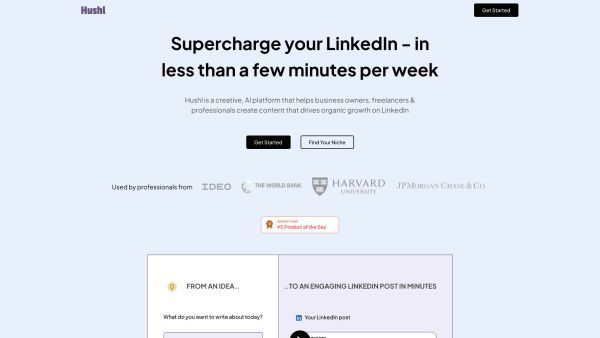 Hushl
Get Started
Supercharge your LinkedIn - in
less than a few minutes per week
Hushl is a creative, AI platform that helps business owners, freelancers &
professionals create content that drives organic growth on LinkedIn
Get Started
Find Your Niche
Used by professionals from
IDEO
THE WORLD BANK
HARVARD
UNIVERSITY
JPMORGAN CHASE & CO.
PRODUCT HUNT
#5 Product of the Day
FROM AN IDEA..
..TO AN ENGAGING LINKEDIN POST IN MINUTES
What do you want to write about today?
in
Your LinkedIn post